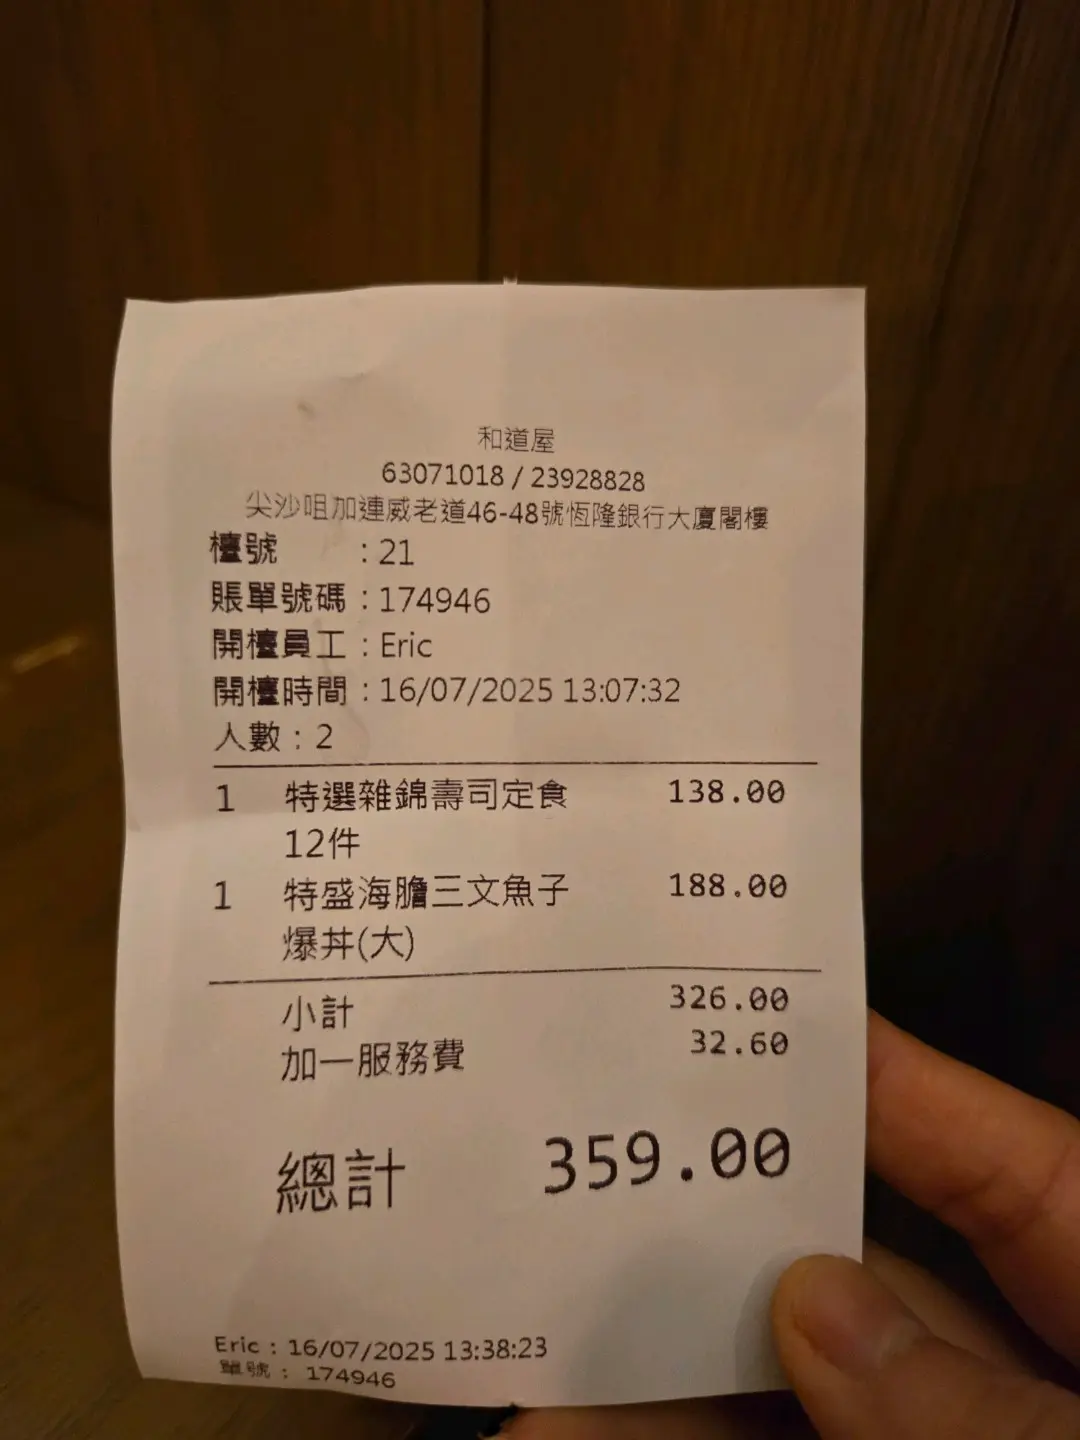 和道屋
63071018 / 23928828
尖沙咀加連威老道46-48號恆隆銀行大廈閣樓
檯號 : 21
賬單號碼 : 174946
開檯員工 : Eric
開檯時間 : 16/07/2025 13:07:32
人數 : 2
1 特選雜錦壽司定食 138.00
12件
1 特盛海膽三文魚子 188.00
爆丼(大)
小計 326.00
加一服務費 32.60
總計 359.00
Eric : 16/07/2025 13:38:23
單號 : 174946